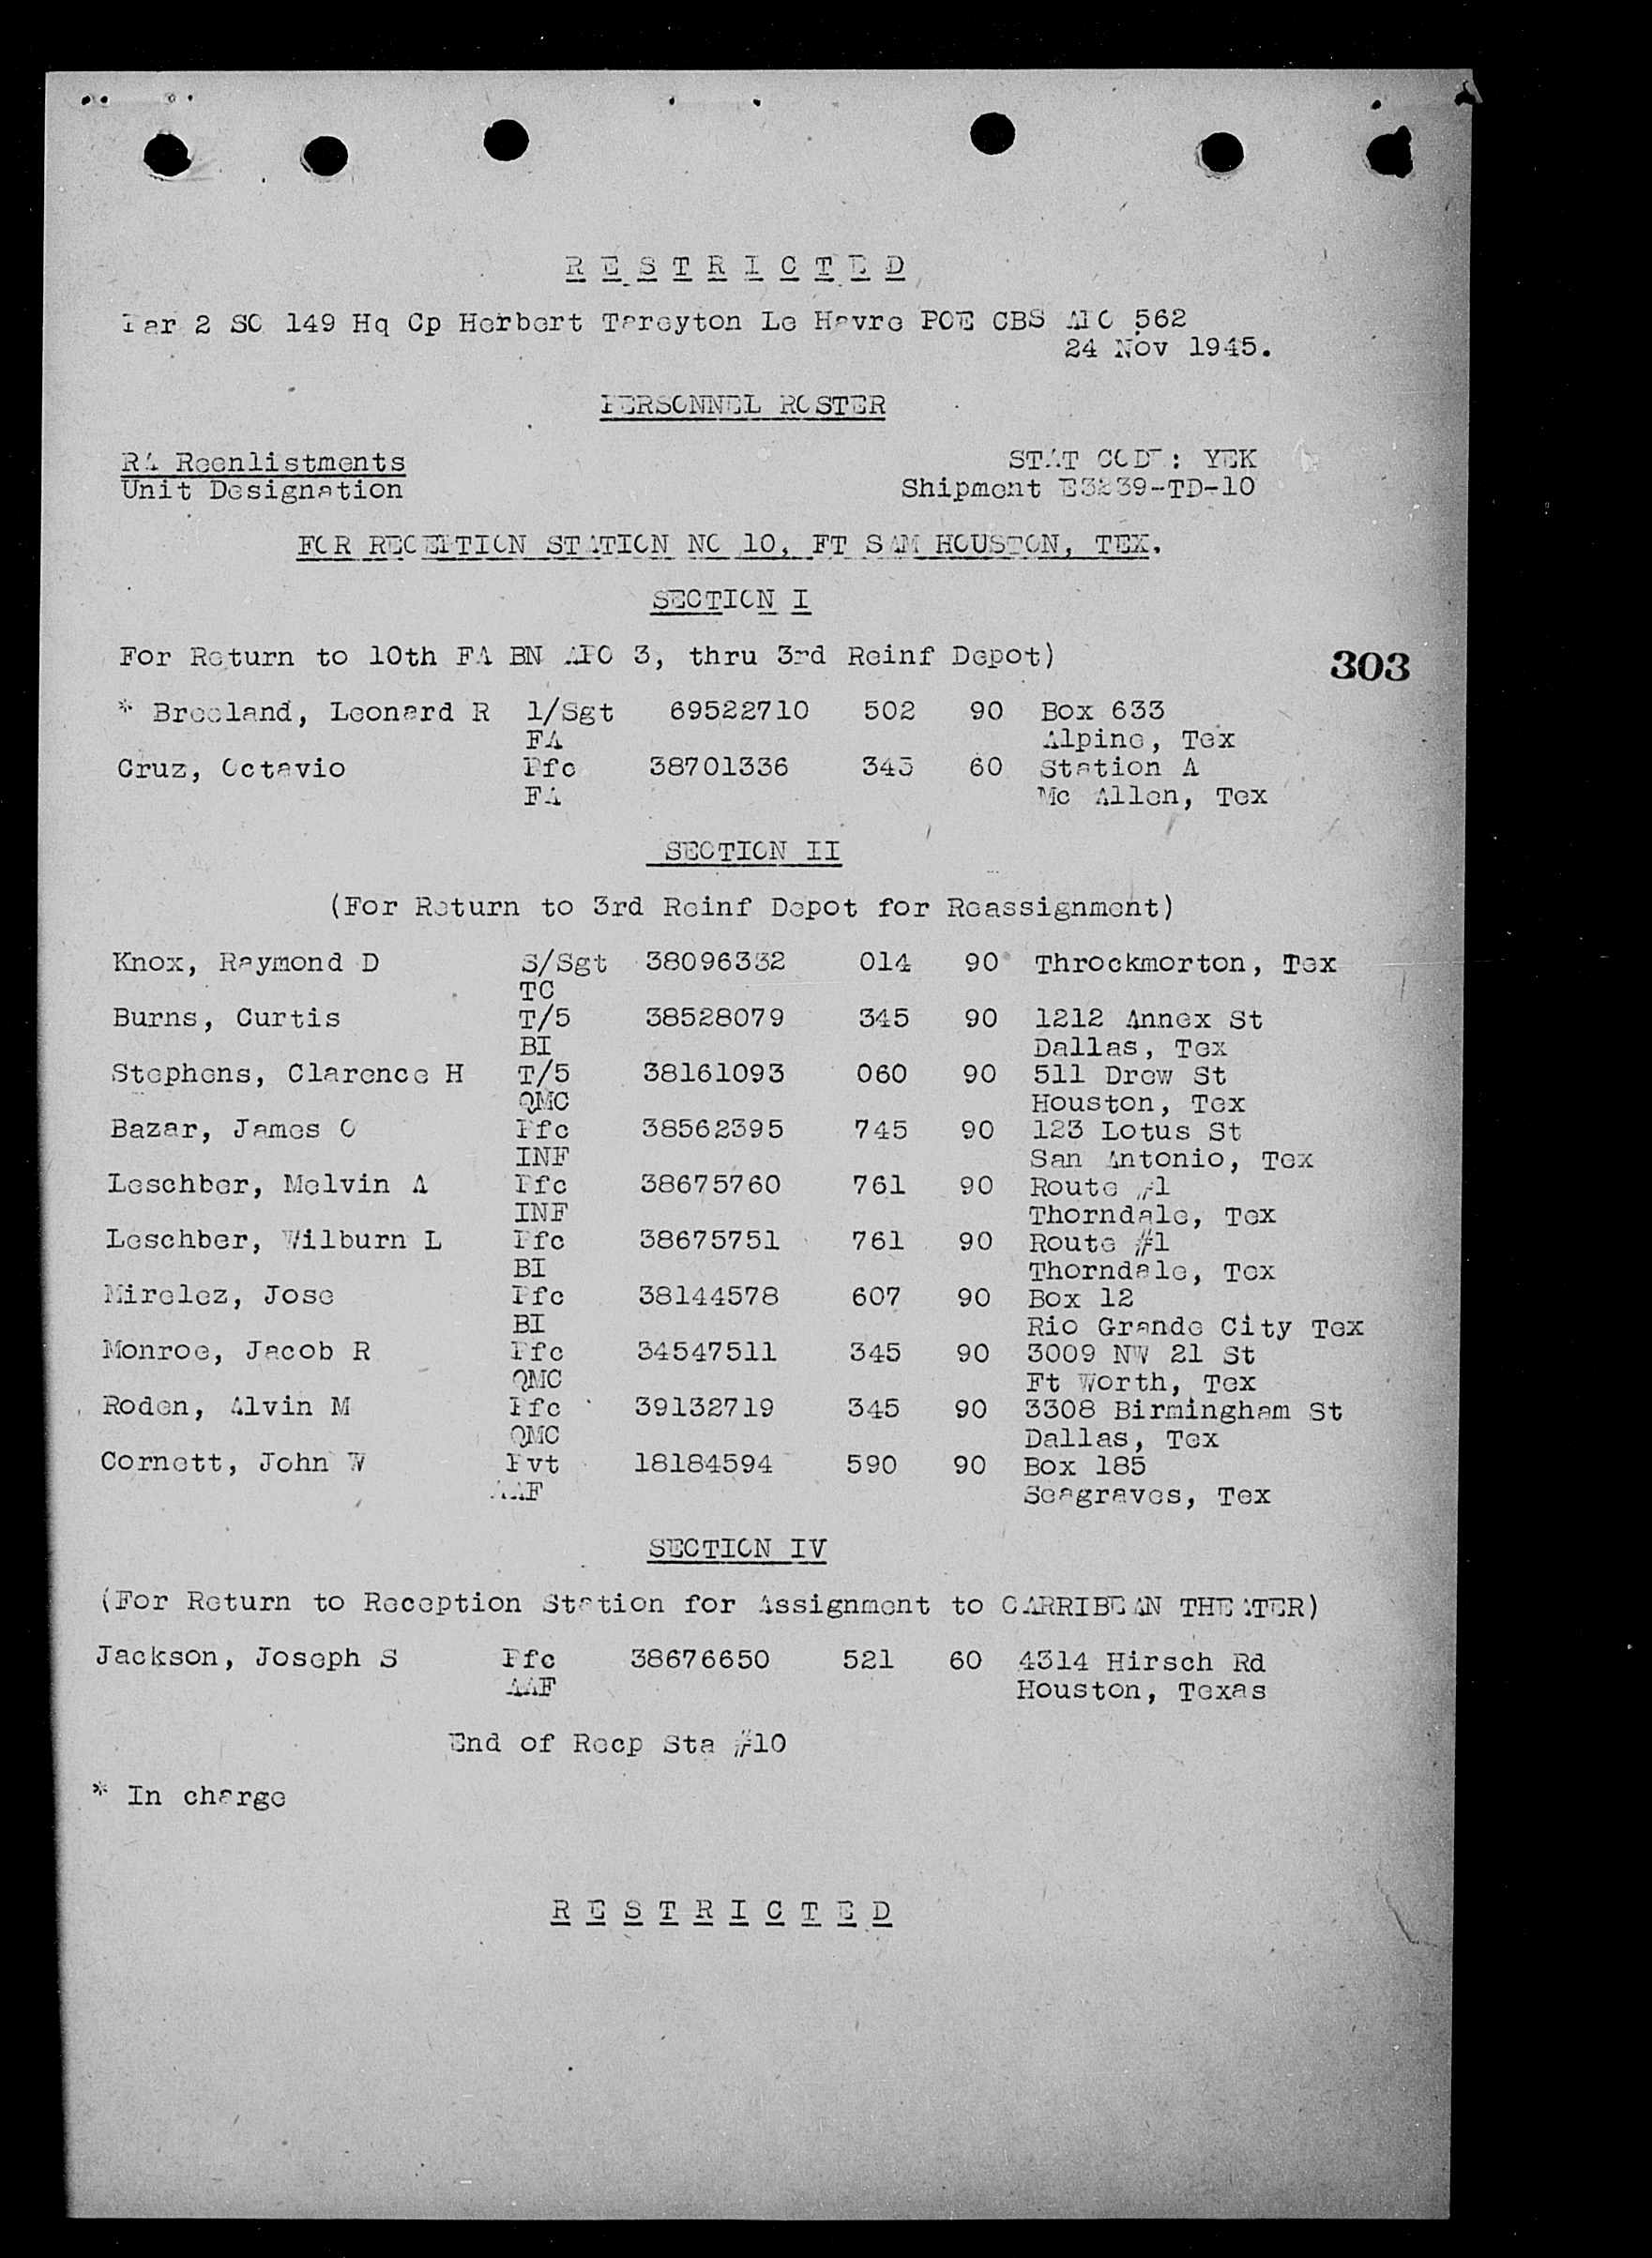 R E S T R I C T E D
Par 2 SO 149 Hq Cp Herbert Tareyton Le Havre POE CBS APO 562
24 Nov 1945.
PERSONNEL ROSTER
RA Reenlistments STAT CODE: YEK
Unit Designation Shipment E3239-TD-10
FOR RECEPTION STATION NO 10, FT SAM HOUSTON, TEX.
SECTION I
For Return to 10th FA BN APO 3, thru 3rd Reinf Depot)
303
* Breeland, Leonard R 1/Sgt 69522710 502 90 Box 633
FA Alpine, Tex
Cruz, Octavio Pfc 38701336 345 60 Station A
FA Mc Allen, Tex
SECTION II
(For Return to 3rd Reinf Depot for Reassignment)
Knox, Raymond D S/Sgt 38096332 014 90 Throckmorton, Tex
TC
Burns, Curtis T/5 38528079 345 90 1212 Annex St
BI Dallas, Tex
Stephens, Clarence H T/5 38161093 060 90 511 Drew St
QMC Houston, Tex
Bazar, James O Pfc 38562395 745 90 123 Lotus St
INF San Antonio, Tex
Leschber, Melvin A Pfc 38675760 761 90 Route #1
INF Thorndale, Tex
Leschber, Wilburn L Pfc 38675751 761 90 Route #1
BI Thorndale, Tex
Mirelez, Jose Pfc 38144578 607 90 Box 12
BI Rio Grande City Tex
Monroe, Jacob R Pfc 34547511 345 90 3009 NW 21 St
QMC Ft Worth, Tex
Roden, Alvin M Pfc 39132719 345 90 3308 Birmingham St
QMC Dallas, Tex
Cornett, John W Pvt 18184594 590 90 Box 185
AAF Seagraves, Tex
SECTION IV
(For Return to Reception Station for Assignment to CARRIBEAN THEATER)
Jackson, Joseph S Pfc 38676650 521 60 4314 Hirsch Rd
AAF Houston, Texas
End of Recp Sta #10
* In charge
R E S T R I C T E D